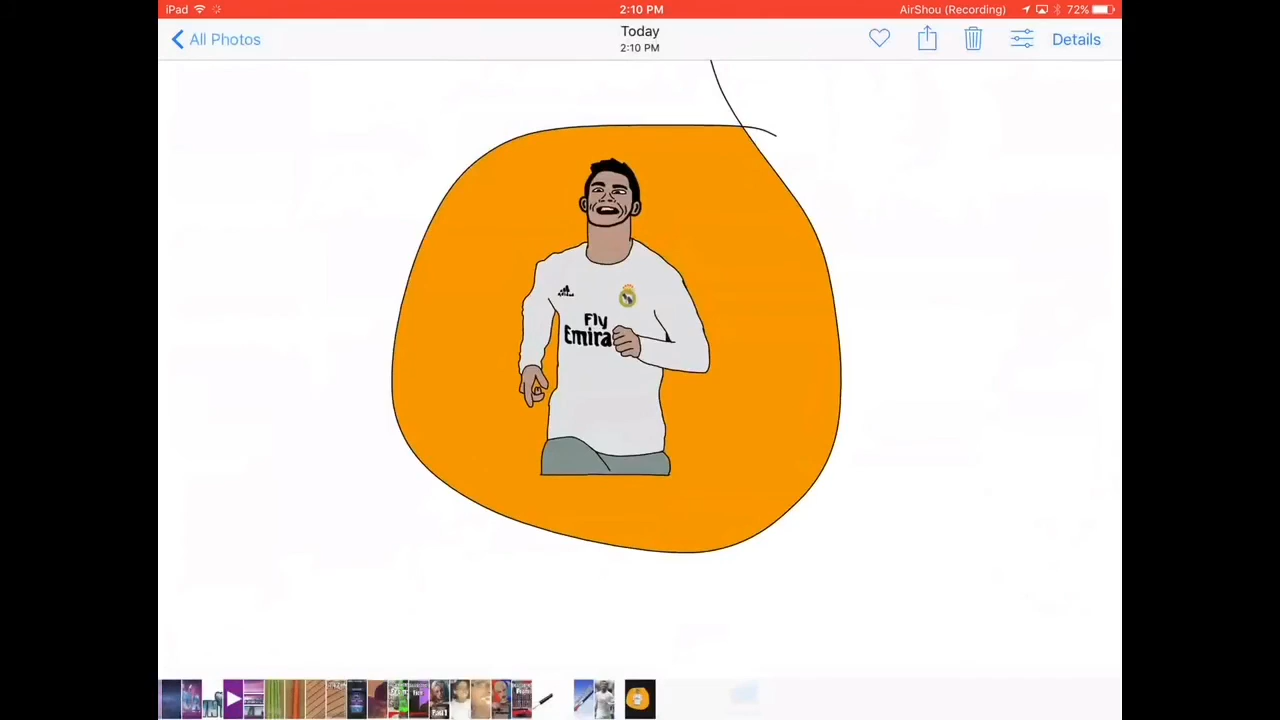 iPad 2:10 PM AirShou (Recording) 72%
All Photos Today Details
2:10 PM
Fly
Emira